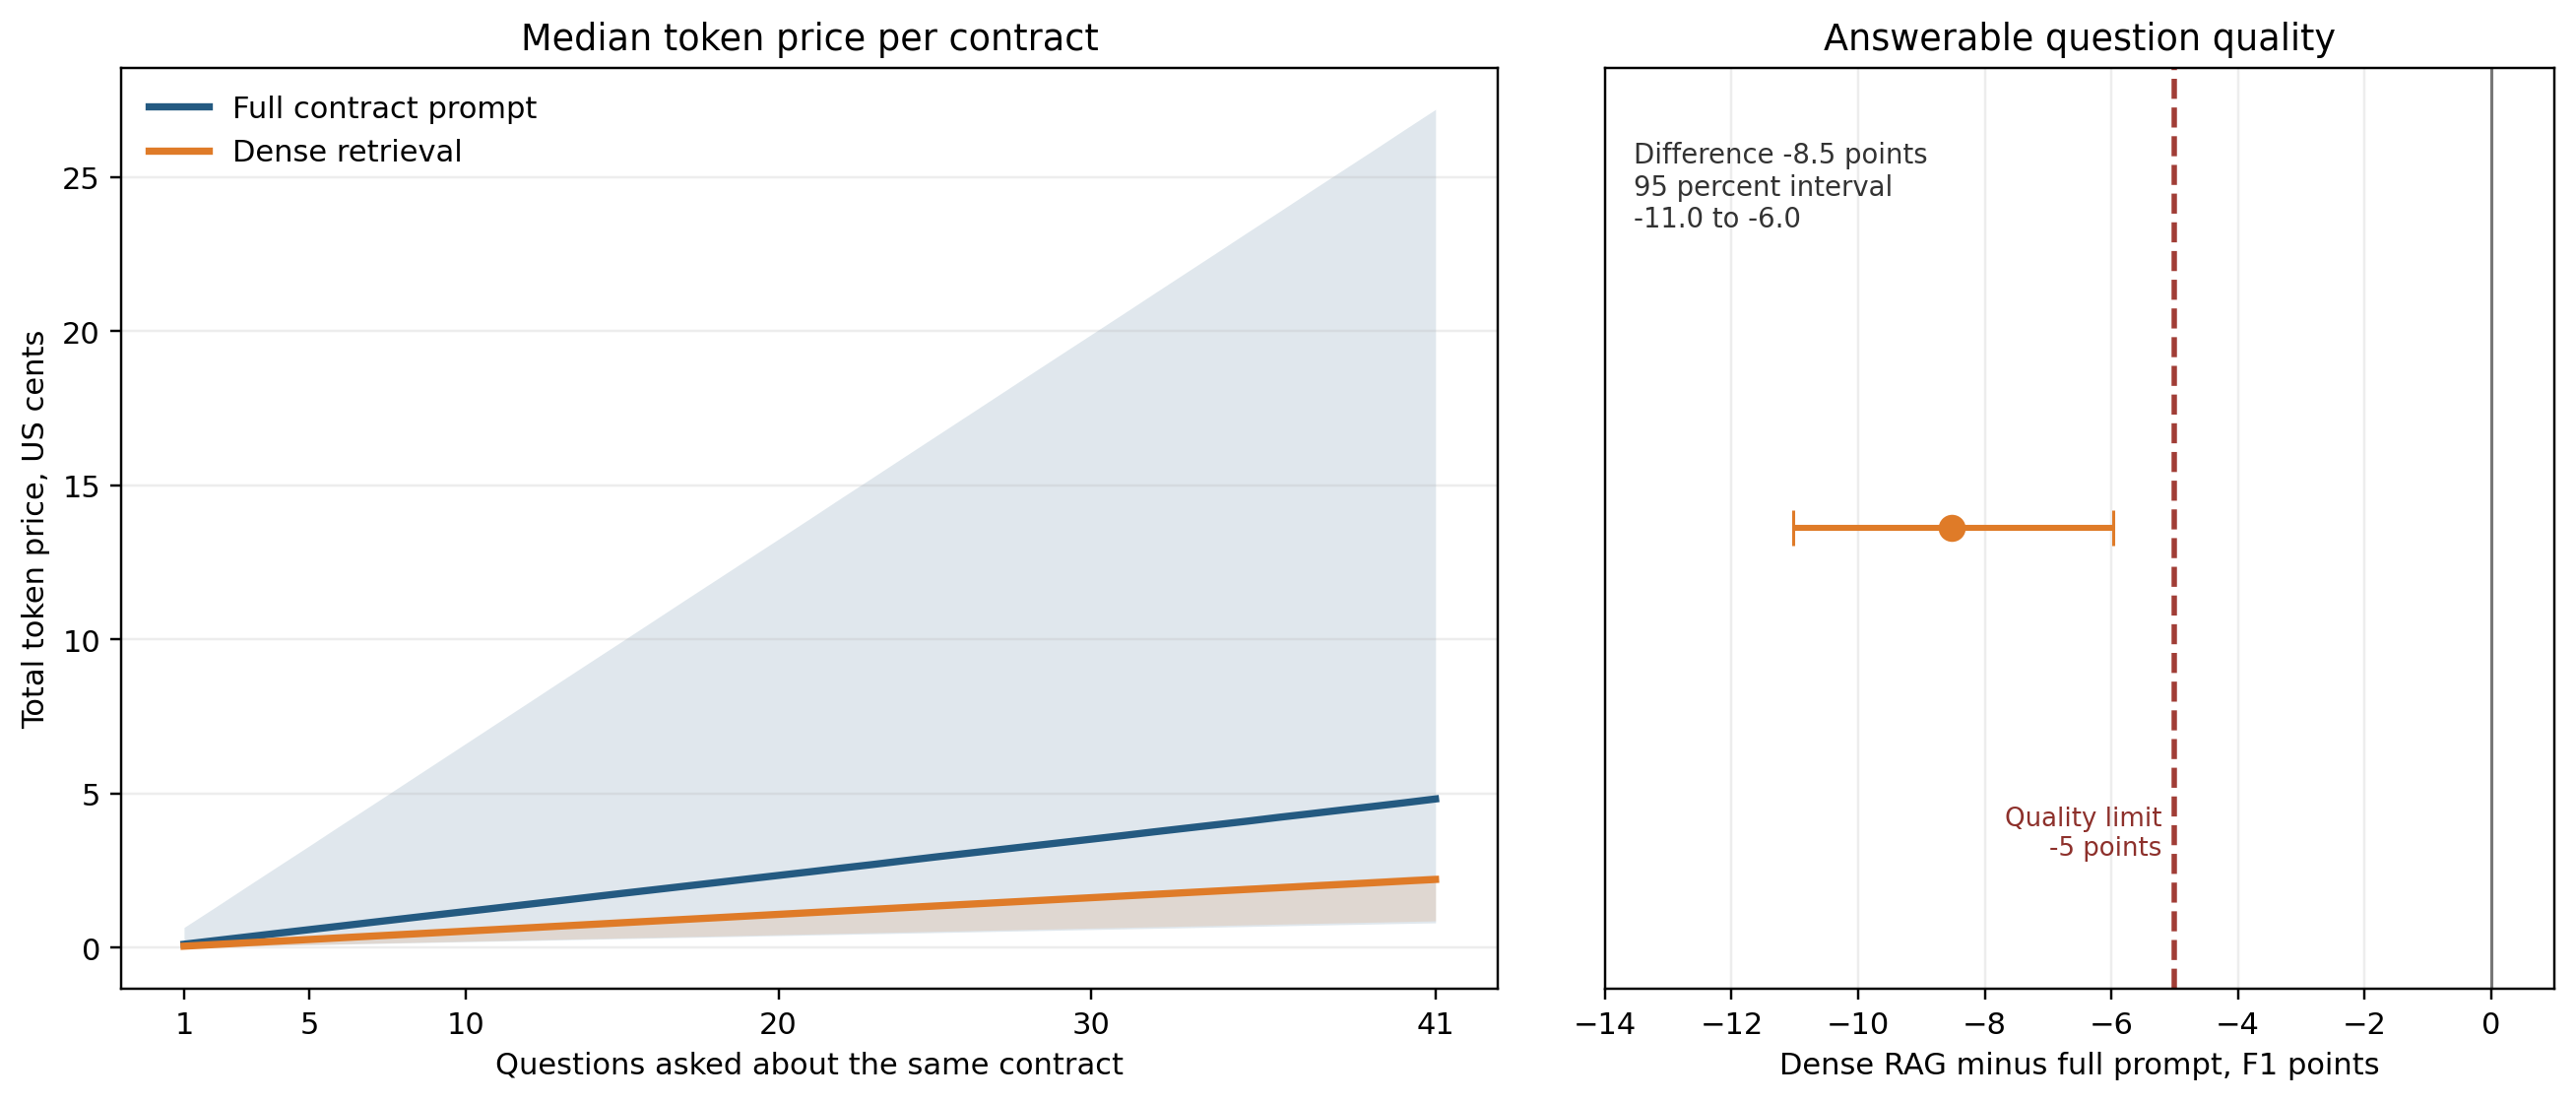 Median token price per contract
Full contract prompt
Dense retrieval
Total token price, US cents
25
20
15
10
5
0
1 5 10 20 30 41
Questions asked about the same contract
Answerable question quality
Difference -8.5 points
95 percent interval
-11.0 to -6.0
Quality limit
-5 points
−14 −12 −10 −8 −6 −4 −2 0
Dense RAG minus full prompt, F1 points